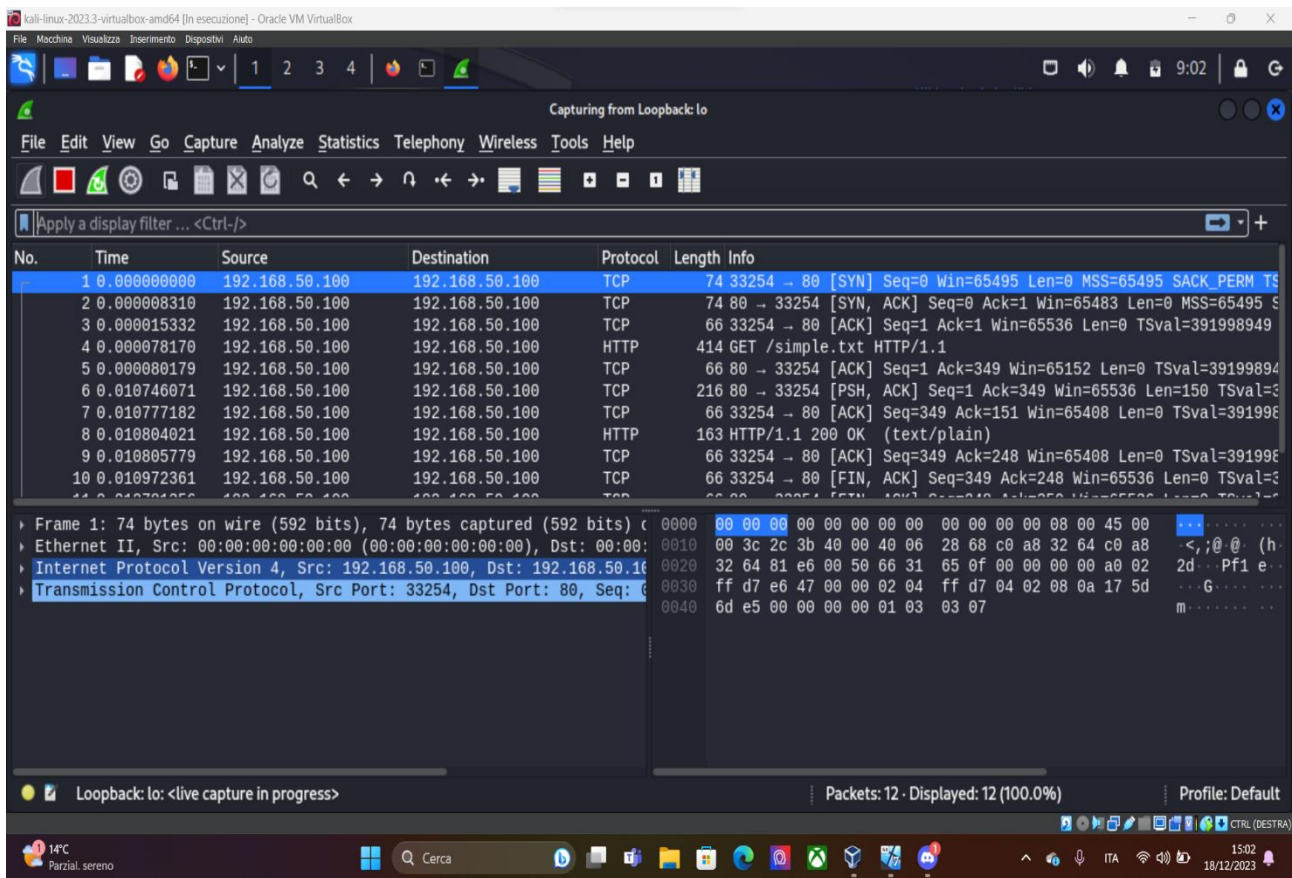 kali-linux-2023.3-virtualbox-amd64 [In esecuzione] - Oracle VM VirtualBox
File Macchina Visualizza Inserimento Dispositivi Aiuto
1 2 3 4 9:02
Capturing from Loopback: lo
File Edit View Go Capture Analyze Statistics Telephony Wireless Tools Help
Apply a display filter ... <Ctrl-/>
No. Time Source Destination Protocol Length Info
1 0.000000000 192.168.50.100 192.168.50.100 TCP 74 33254 → 80 [SYN] Seq=0 Win=65495 Len=0 MSS=65495 SACK_PERM TS
2 0.000008310 192.168.50.100 192.168.50.100 TCP 74 80 → 33254 [SYN, ACK] Seq=0 Ack=1 Win=65483 Len=0 MSS=65495 S
3 0.000015332 192.168.50.100 192.168.50.100 TCP 66 33254 → 80 [ACK] Seq=1 Ack=1 Win=65536 Len=0 TSval=391998949
4 0.000078170 192.168.50.100 192.168.50.100 HTTP 414 GET /simple.txt HTTP/1.1
5 0.000080179 192.168.50.100 192.168.50.100 TCP 66 80 → 33254 [ACK] Seq=1 Ack=349 Win=65152 Len=0 TSval=39199894
6 0.010746071 192.168.50.100 192.168.50.100 TCP 216 80 → 33254 [PSH, ACK] Seq=1 Ack=349 Win=65536 Len=150 TSval=3
7 0.010777182 192.168.50.100 192.168.50.100 TCP 66 33254 → 80 [ACK] Seq=349 Ack=151 Win=65408 Len=0 TSval=391998
8 0.010804021 192.168.50.100 192.168.50.100 HTTP 163 HTTP/1.1 200 OK (text/plain)
9 0.010805779 192.168.50.100 192.168.50.100 TCP 66 33254 → 80 [ACK] Seq=349 Ack=248 Win=65408 Len=0 TSval=391998
10 0.010972361 192.168.50.100 192.168.50.100 TCP 66 33254 → 80 [FIN, ACK] Seq=349 Ack=248 Win=65536 Len=0 TSval=3
Frame 1: 74 bytes on wire (592 bits), 74 bytes captured (592 bits) 0000 00 00 00 00 00 00 00 00 00 00 00 00 08 00 45 00
Ethernet II, Src: 00:00:00:00:00:00 (00:00:00:00:00:00), Dst: 00:00: 0010 00 3c 2c 3b 40 00 40 06 28 68 c0 a8 32 64 c0 a8 ·<,;@·@· (h·
Internet Protocol Version 4, Src: 192.168.50.100, Dst: 192.168.50.10 0020 32 64 81 e6 00 50 66 31 65 0f 00 00 00 00 a0 02 2d···Pf1 e···
Transmission Control Protocol, Src Port: 33254, Dst Port: 80, Seq: 0030 ff d7 e6 47 00 00 02 04 ff d7 04 02 08 0a 17 5d ···G····
0040 6d e5 00 00 00 00 01 03 03 07 m·······
Loopback: lo: <live capture in progress> Packets: 12 · Displayed: 12 (100.0%) Profile: Default
CTRL (DESTRA)
1 14°C Cerca 1 ITA 15:02
Parzial. sereno 18/12/2023